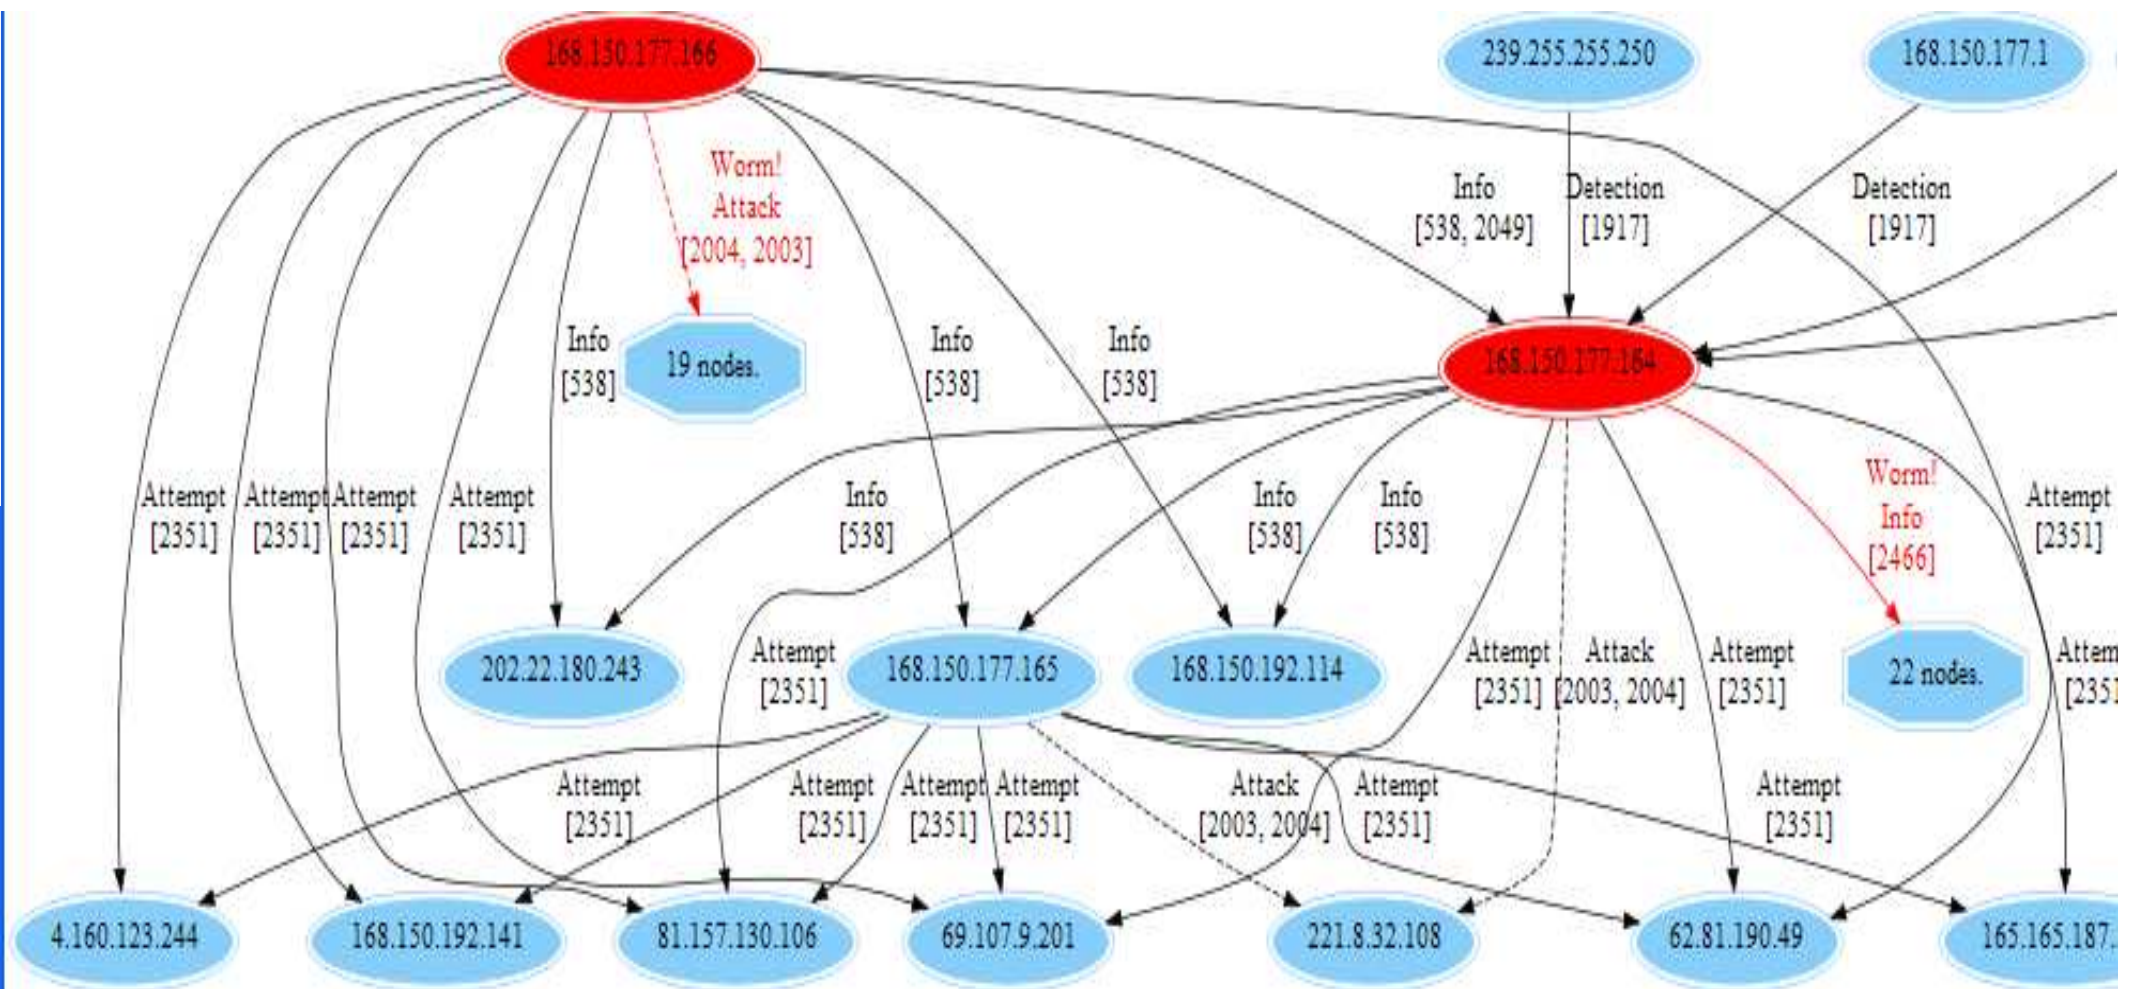 168.150.177.166
239.255.255.250
168.150.177.1
Worm!
Attack
[2004, 2003]
Info
[538, 2049]
Detection
[1917]
Detection
[1917]
Info
[538]
19 nodes.
Info
[538]
Info
[538]
168.150.177.164
Attempt
[2351]
Attempt
[2351]
Attempt
[2351]
Attempt
[2351]
Info
[538]
Info
[538]
Info
[538]
Worm!
Info
[2466]
Attempt
[2351]
202.22.180.243
Attempt
[2351]
168.150.177.165
168.150.192.114
Attempt
[2351]
Attack
[2003, 2004]
Attempt
[2351]
22 nodes.
Attem
[2351
Attempt
[2351]
Attempt
[2351]
Attempt
[2351]
Attempt
[2351]
Attack
[2003, 2004]
Attempt
[2351]
Attempt
[2351]
4.160.123.244
168.150.192.141
81.157.130.106
69.107.9.201
221.8.32.108
62.81.190.49
165.165.187.